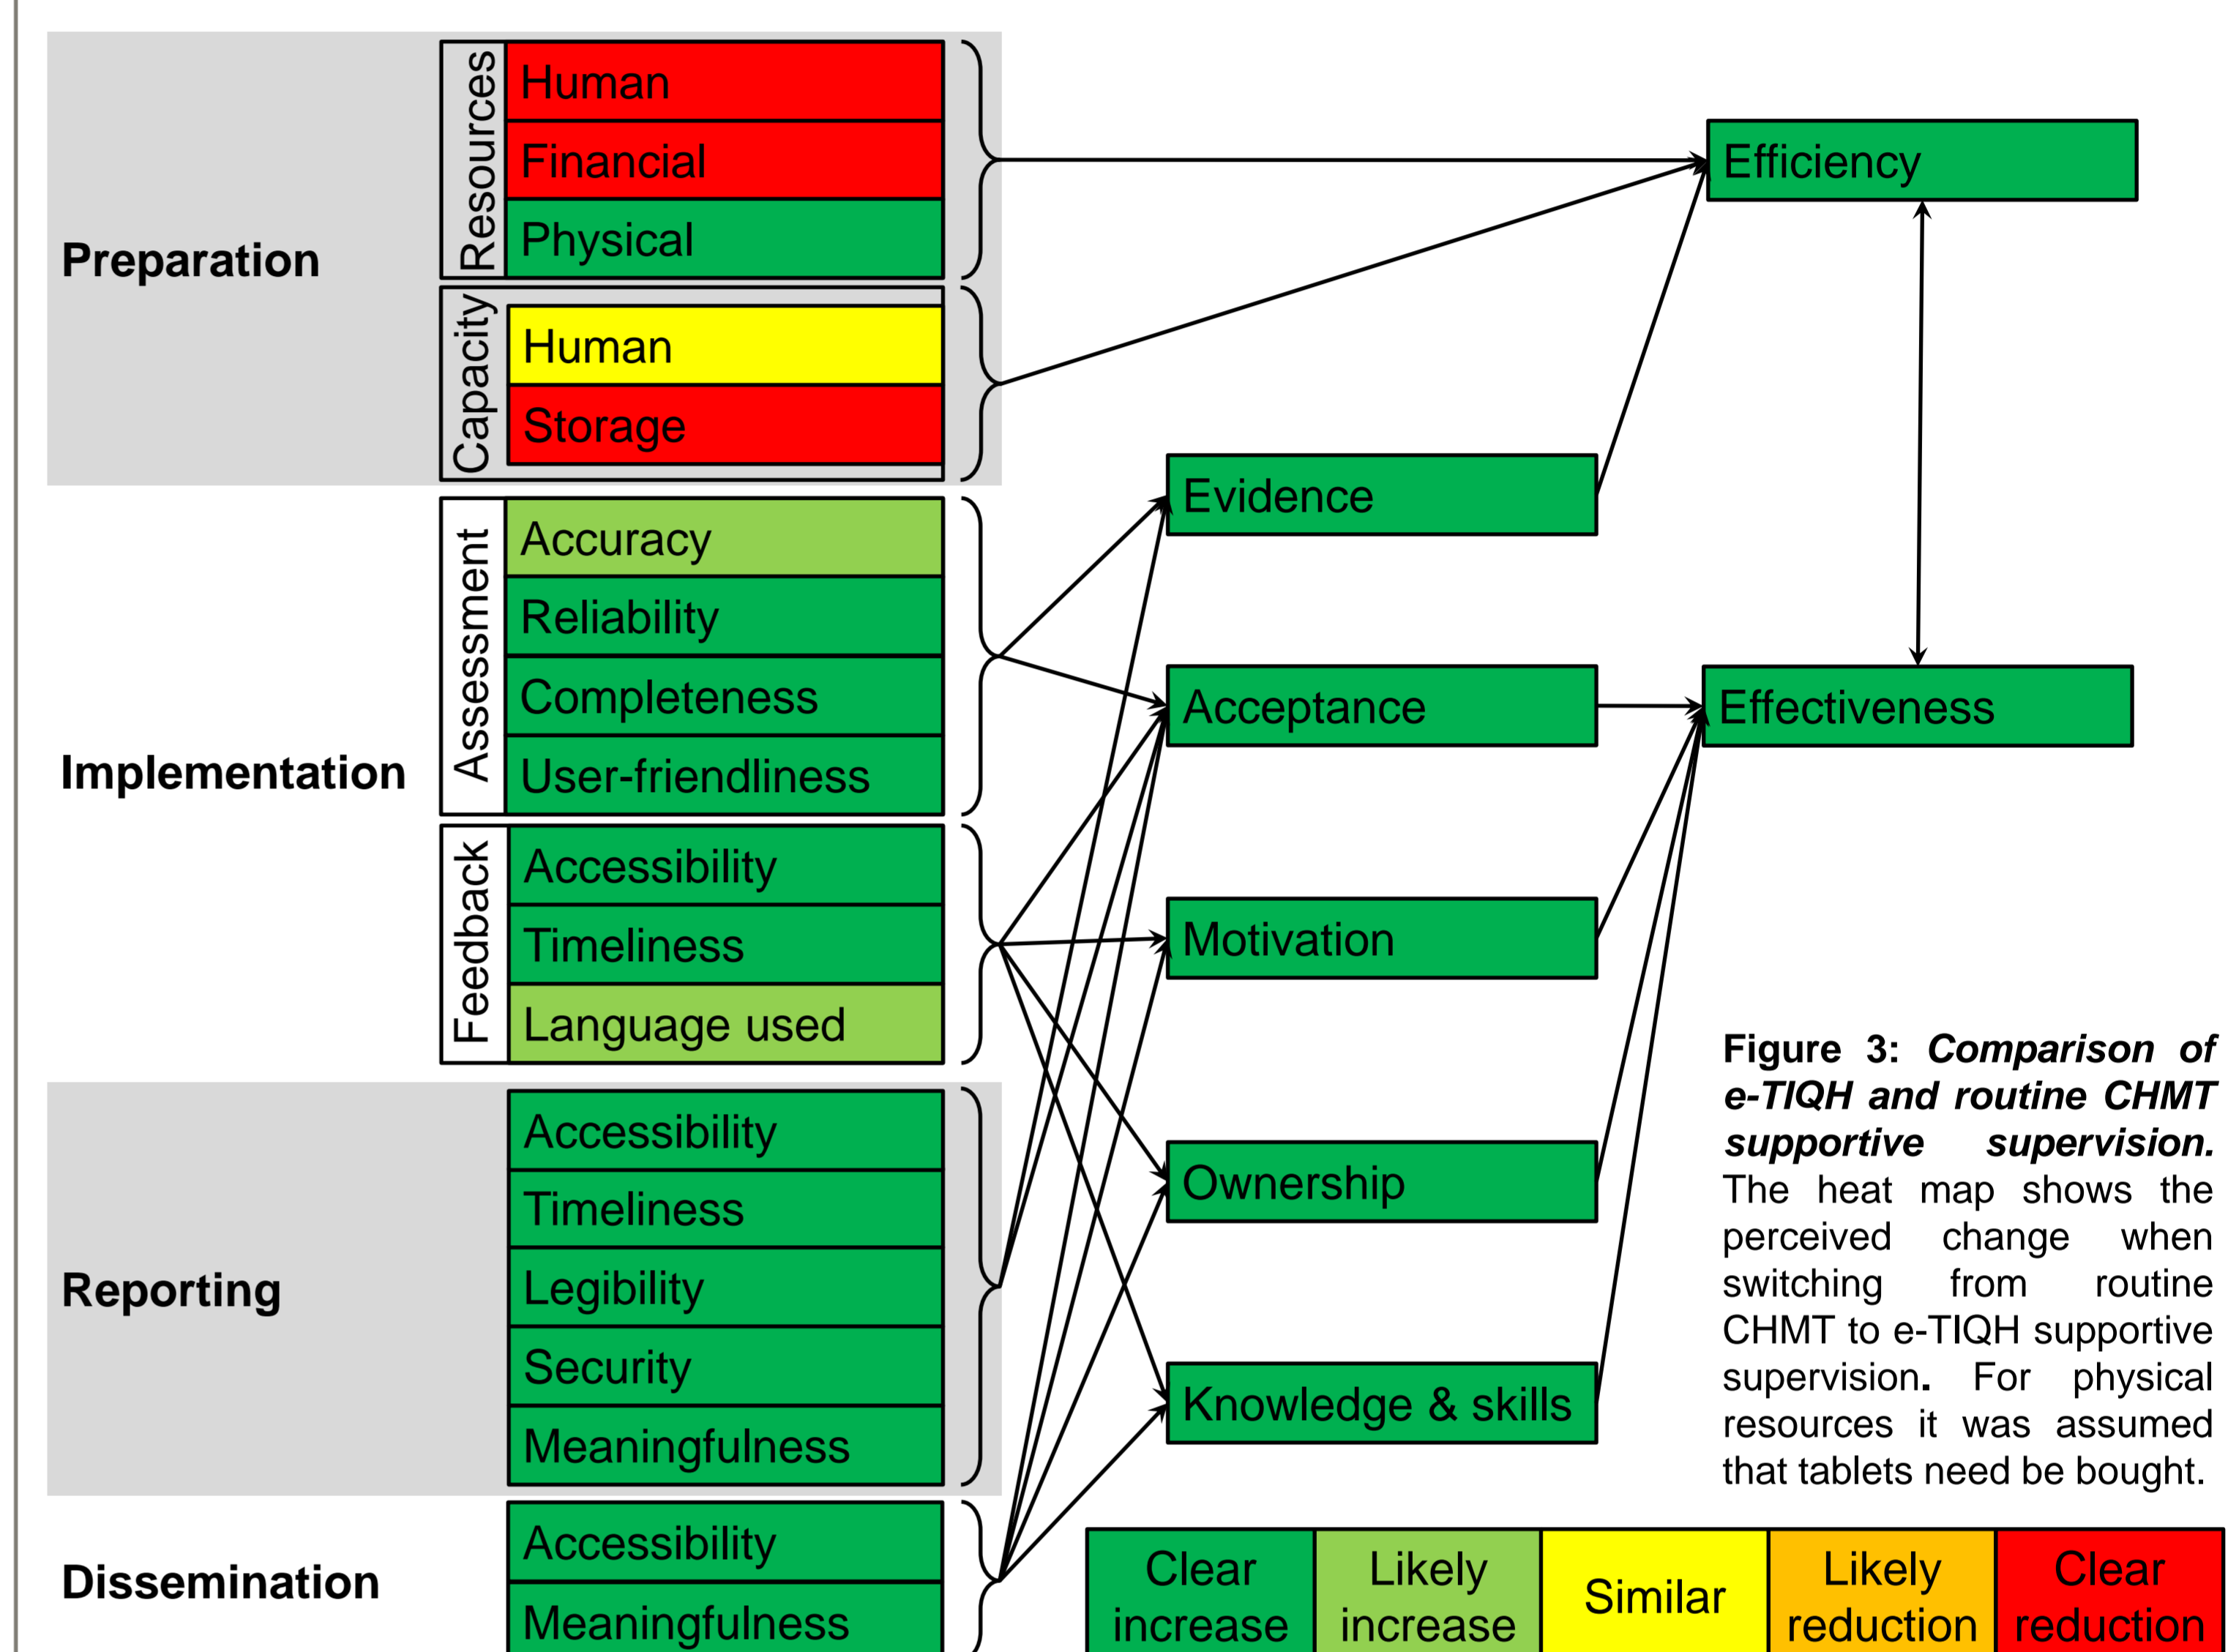 Preparation
Resources
Human
Financial
Physical
Capacity
Human
Storage
Implementation
Assessment
Accuracy
Reliability
Completeness
User-friendliness
Feedback
Accessibility
Timeliness
Language used
Reporting
Accessibility
Timeliness
Legibility
Security
Meaningfulness
Dissemination
Accessibility
Meaningfulness
Evidence
Acceptance
Motivation
Ownership
Knowledge & skills
Efficiency
Effectiveness
Figure 3: Comparison of
e-TIQH and routine CHMT
supportive supervision.
The heat map shows the
perceived change when
switching from routine
CHMT to e-TIQH supportive
supervision. For physical
resources it was assumed
that tablets need be bought.
Clear
increase
Likely
increase
Similar
Likely
reduction
Clear
reduction